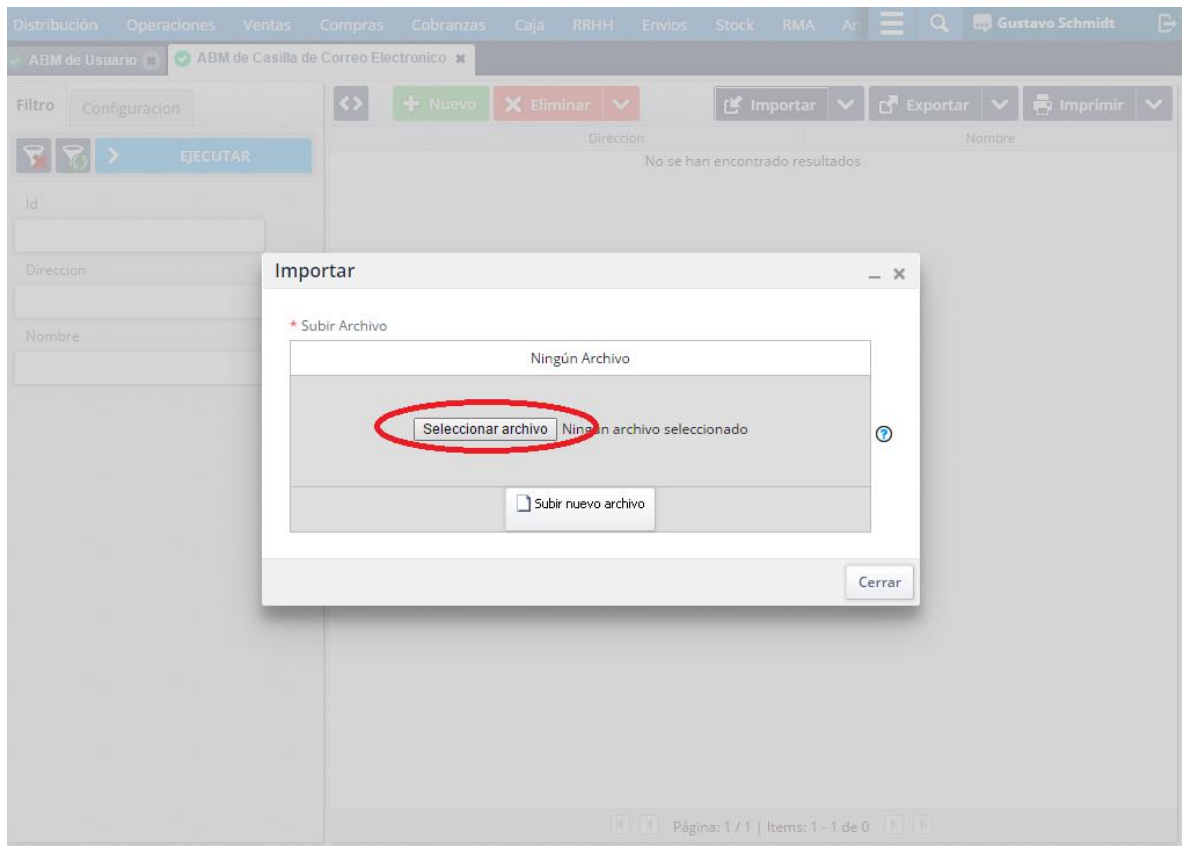 Distribución Operaciones Ventas Compras Cobranzas Caja RRHH Envios Stock RMA Gustavo Schmidt
ABM de Usuario ABM de Casilla de Correo Electronico
Filtro Configuracion
Nuevo Eliminar Importar Exportar Imprimir
EJECUTAR
Direccion Nombre
No se han encontrado resultados
Id
Direccion
Nombre
Importar
* Subir Archivo
Ningún Archivo
Seleccionar archivo Ningún archivo seleccionado
Subir nuevo archivo
Cerrar
Página: 1 / 1 | Items: 1 - 1 de 0